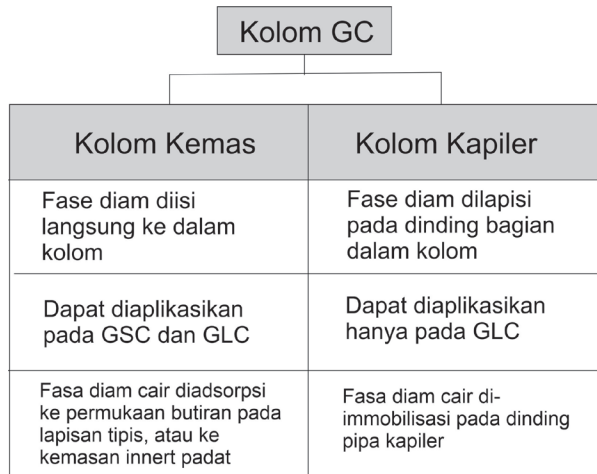 Kolom GC
Kolom Kemas
Kolom Kapiler
Fase diam diisi
langsung ke dalam
kolom
Fase diam dilapisi
pada dinding bagian
dalam kolom
Dapat diaplikasikan
pada GSC dan GLC
Dapat diaplikasikan
hanya pada GLC
Fasa diam cair diadsorpsi
ke permukaan butiran pada
lapisan tipis, atau ke
kemasan innert padat
Fasa diam cair di-
immobilisasi pada dinding
pipa kapiler